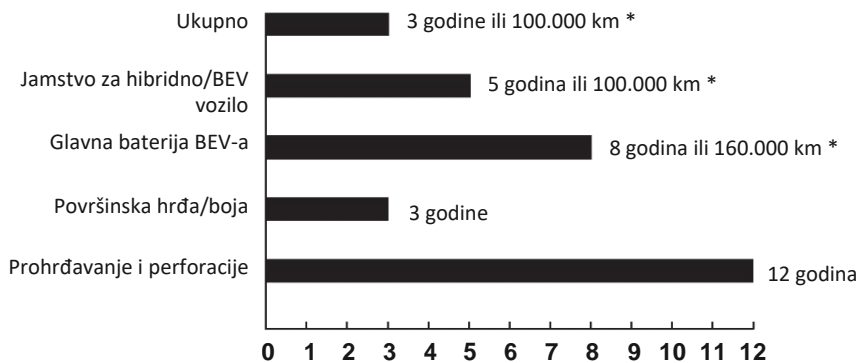 Ukupno
3 godine ili 100.000 km *
Jamstvo za hibridno/BEV
vozilo
5 godina ili 100.000 km *
Glavna baterija BEV-a
8 godina ili 160.000 km *
Površinska hrđa/boja
3 godine
Prohrđavanje i perforacije
12 godina
0 1 2 3 4 5 6 7 8 9 10 11 12